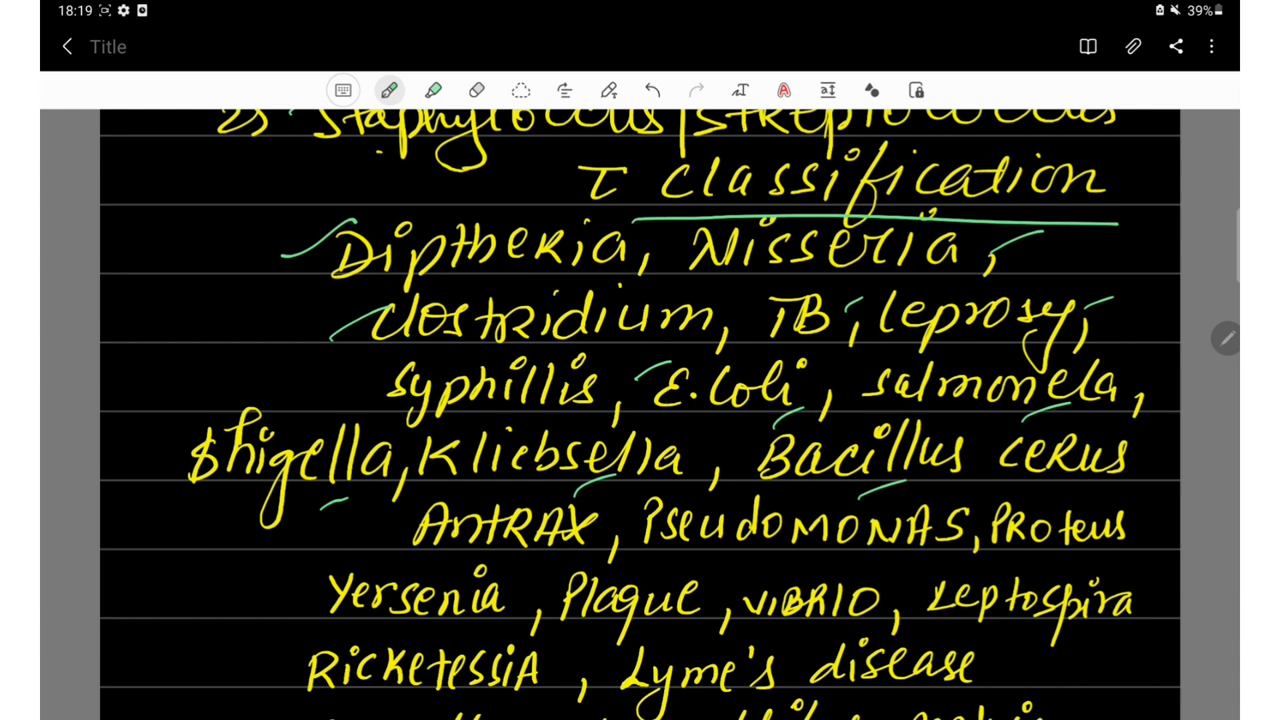 18:19 39%
Title
2) Staphylococcus/streptococcus
T classification
Diptheria, Nisseria,
clostridium, TB, leprosy,
syphillis, E.coli, salmonela,
shigella, Kliebsella, Bacillus cerus
AntRAX, PseudoMONAS, PRoteus
Yersenia, Plaque, VIBRIO, Leptospira
RicketessiA, Lyme's disease